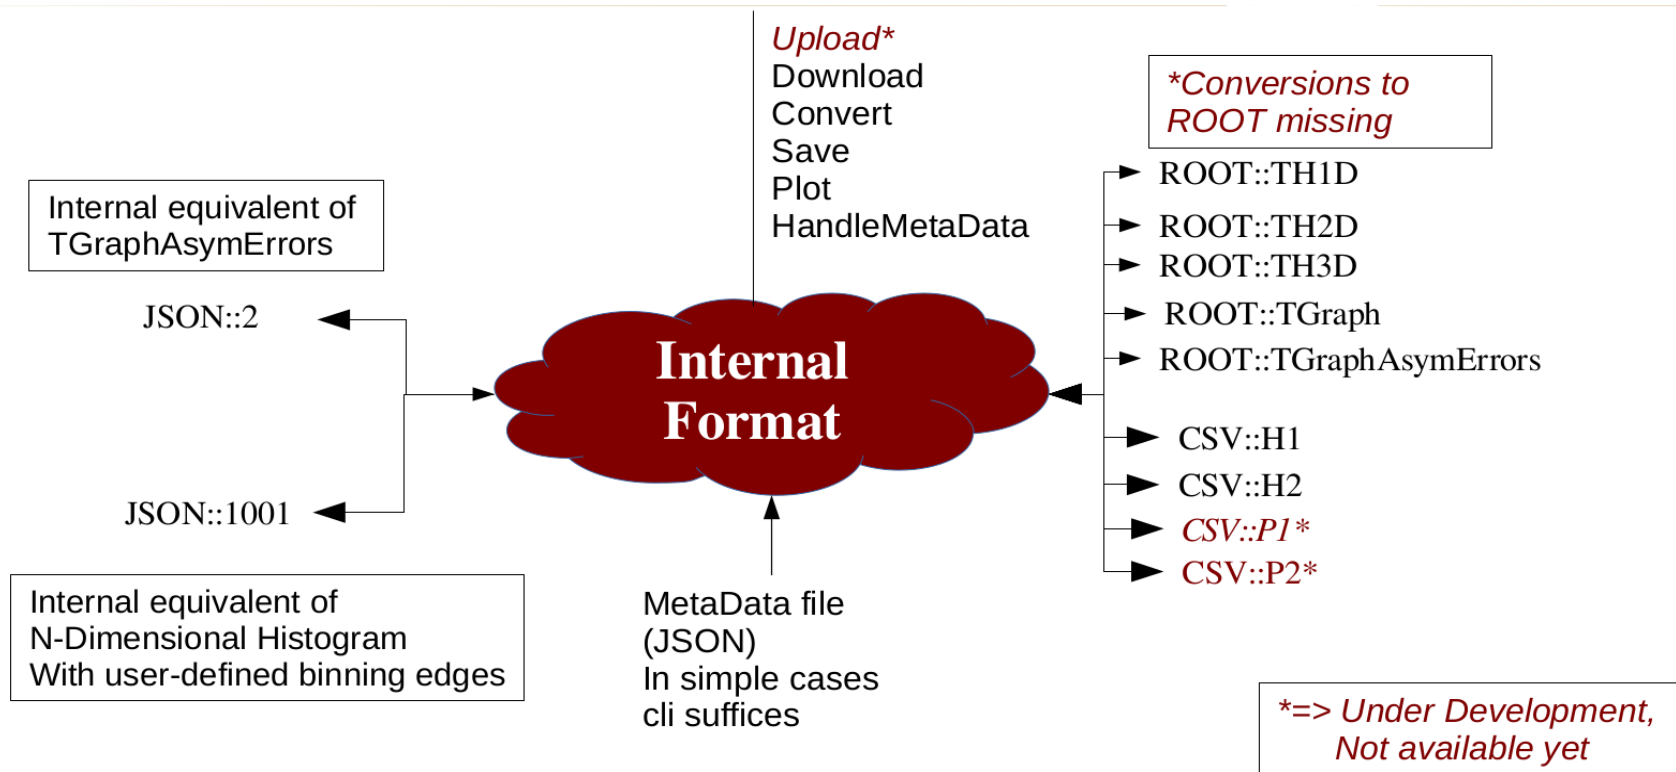 Upload*
Download
Convert
Save
Plot
HandleMetaData
*Conversions to
ROOT missing
Internal equivalent of
TGraphAsymErrors
JSON::2
JSON::1001
Internal equivalent of
N-Dimensional Histogram
With user-defined binning edges
Internal
Format
MetaData file
(JSON)
In simple cases
cli suffices
ROOT::TH1D
ROOT::TH2D
ROOT::TH3D
ROOT::TGraph
ROOT::TGraphAsymErrors
CSV::H1
CSV::H2
CSV::P1*
CSV::P2*
*=> Under Development,
Not available yet